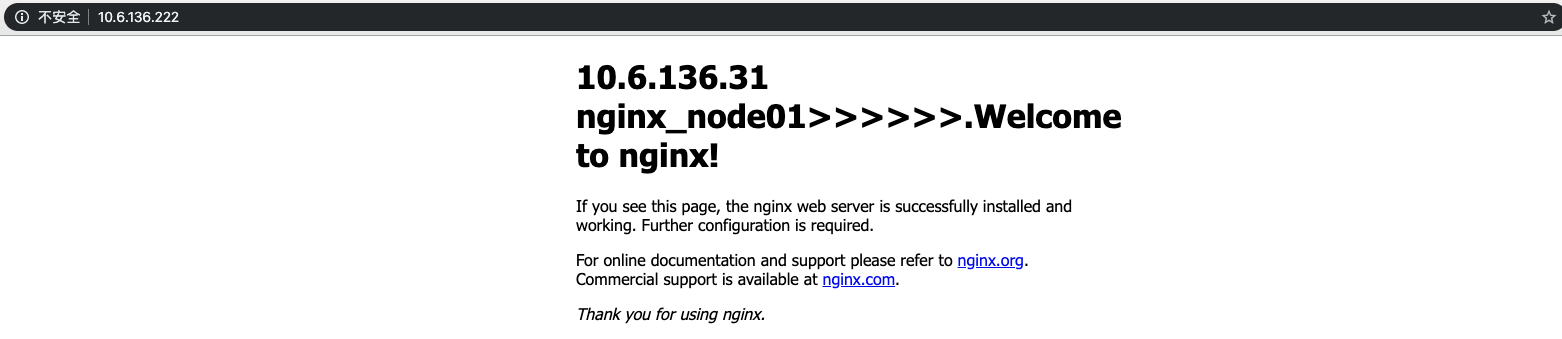 不安全 10.6.136.222
10.6.136.31
nginx_node01>>>>>>.Welcome
to nginx!
If you see this page, the nginx web server is successfully installed and
working. Further configuration is required.
For online documentation and support please refer to nginx.org.
Commercial support is available at nginx.com.
Thank you for using nginx.